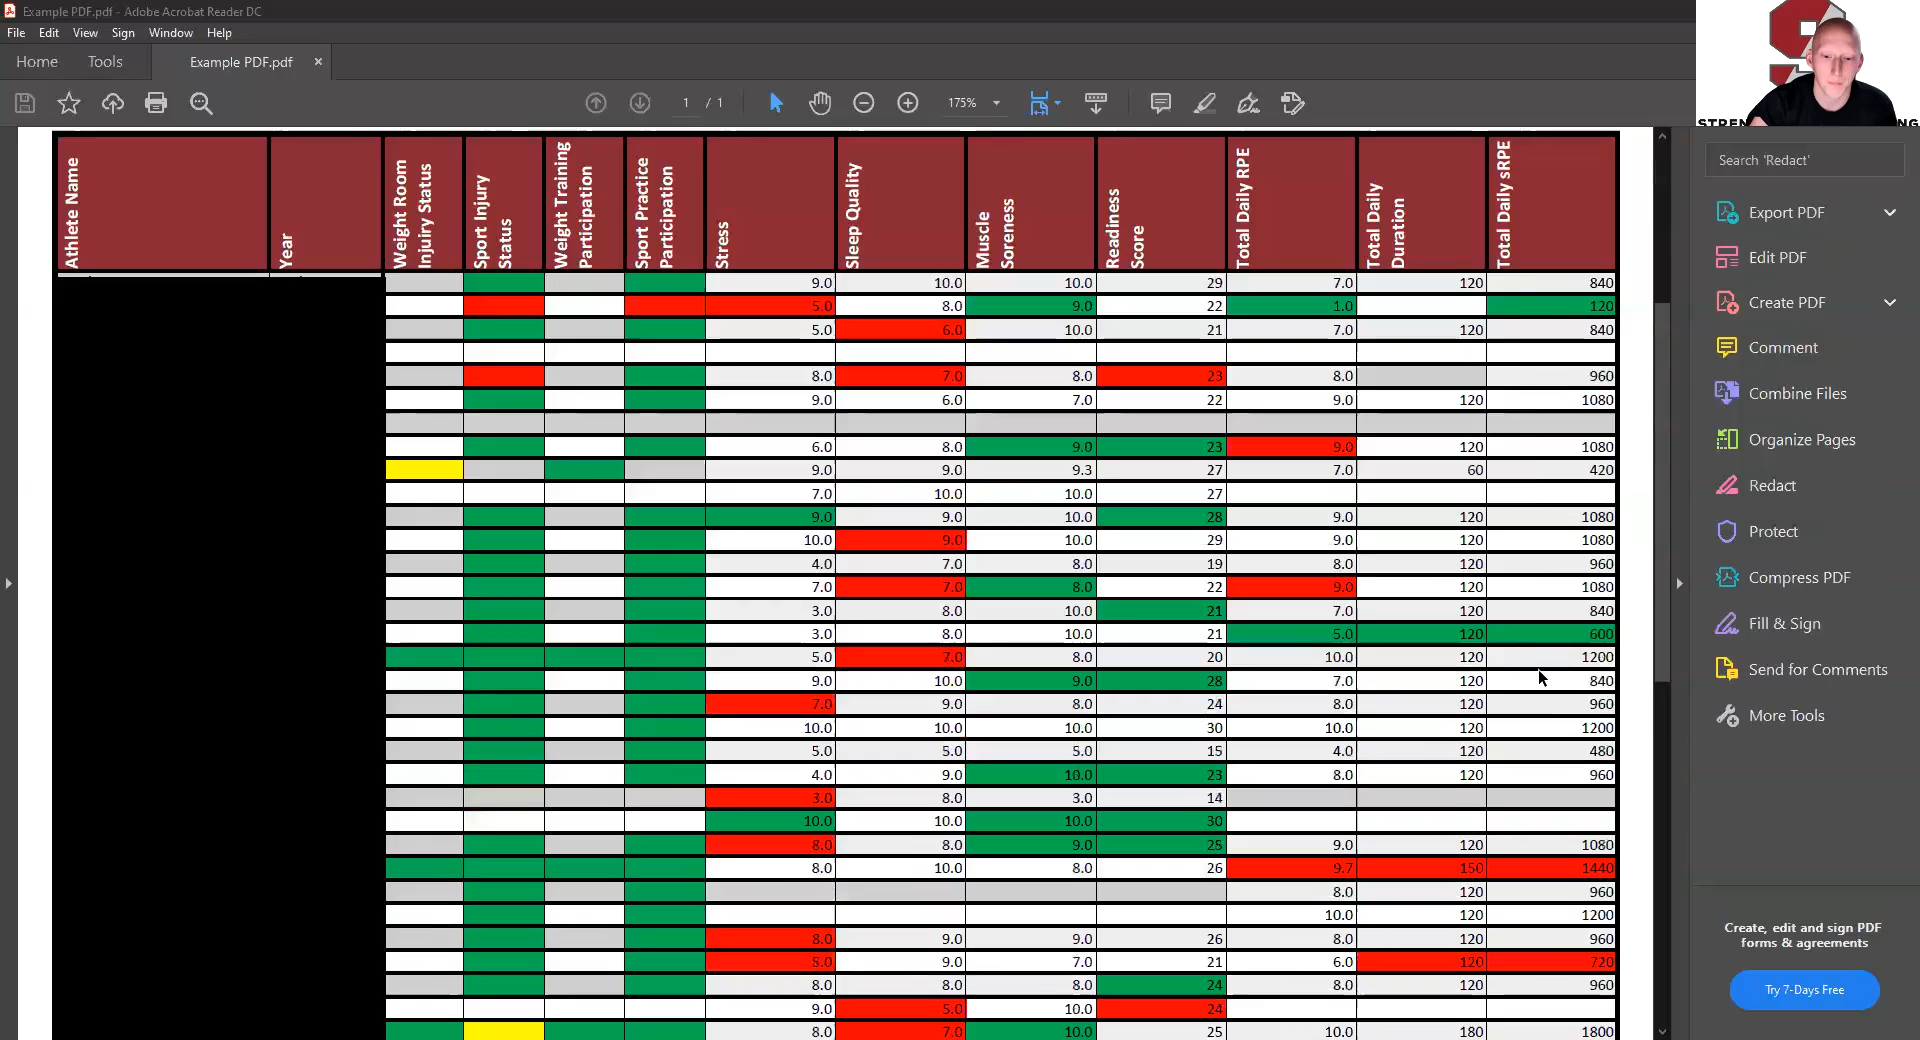 Example PDF.pdf - Adobe Acrobat Reader DC
File Edit View Sign Window Help
Home Tools Example PDF.pdf ×
1 / 1 175%
Search 'Redact'
Export PDF
Edit PDF
Create PDF
Comment
Combine Files
Organize Pages
Redact
Protect
Compress PDF
Fill & Sign
Send for Comments
More Tools
Create, edit and sign PDF
forms & agreements
Try 7-Days Free
Athlete Name
Year
Weight Room
Injuiry Status
Sport Injury
Status
Weight Training
Participation
Sport Practice
Participation
Stress
Sleep Quality
Muscle
Soreness
Readiness
Score
Total Daily RPE
Total Daily
Duration
Total Daily sRPE
9.0 10.0 10.0 29 7.0 120 840
5.0 8.0 9.0 22 1.0 120
5.0 6.0 10.0 21 7.0 120 840
8.0 7.0 8.0 23 8.0 960
9.0 6.0 7.0 22 9.0 120 1080
6.0 8.0 9.0 23 9.0 120 1080
9.0 9.0 9.3 27 7.0 60 420
7.0 10.0 10.0 27
9.0 9.0 10.0 28 9.0 120 1080
10.0 9.0 10.0 29 9.0 120 1080
4.0 7.0 8.0 19 8.0 120 960
7.0 7.0 8.0 22 9.0 120 1080
3.0 8.0 10.0 21 7.0 120 840
3.0 8.0 10.0 21 5.0 120 600
5.0 7.0 8.0 20 10.0 120 1200
9.0 10.0 9.0 28 7.0 120 840
7.0 9.0 8.0 24 8.0 120 960
10.0 10.0 10.0 30 10.0 120 1200
5.0 5.0 5.0 15 4.0 120 480
4.0 9.0 10.0 23 8.0 120 960
3.0 8.0 3.0 14
10.0 10.0 10.0 30
8.0 8.0 9.0 25 9.0 120 1080
8.0 10.0 8.0 26 9.7 150 1440
8.0 120 960
10.0 120 1200
8.0 9.0 9.0 26 8.0 120 960
9.0 7.0 21 6.0 120 720
8.0 8.0 8.0 24 8.0 120 960
9.0 5.0 10.0 24
8.0 7.0 10.0 25 10.0 180 1800